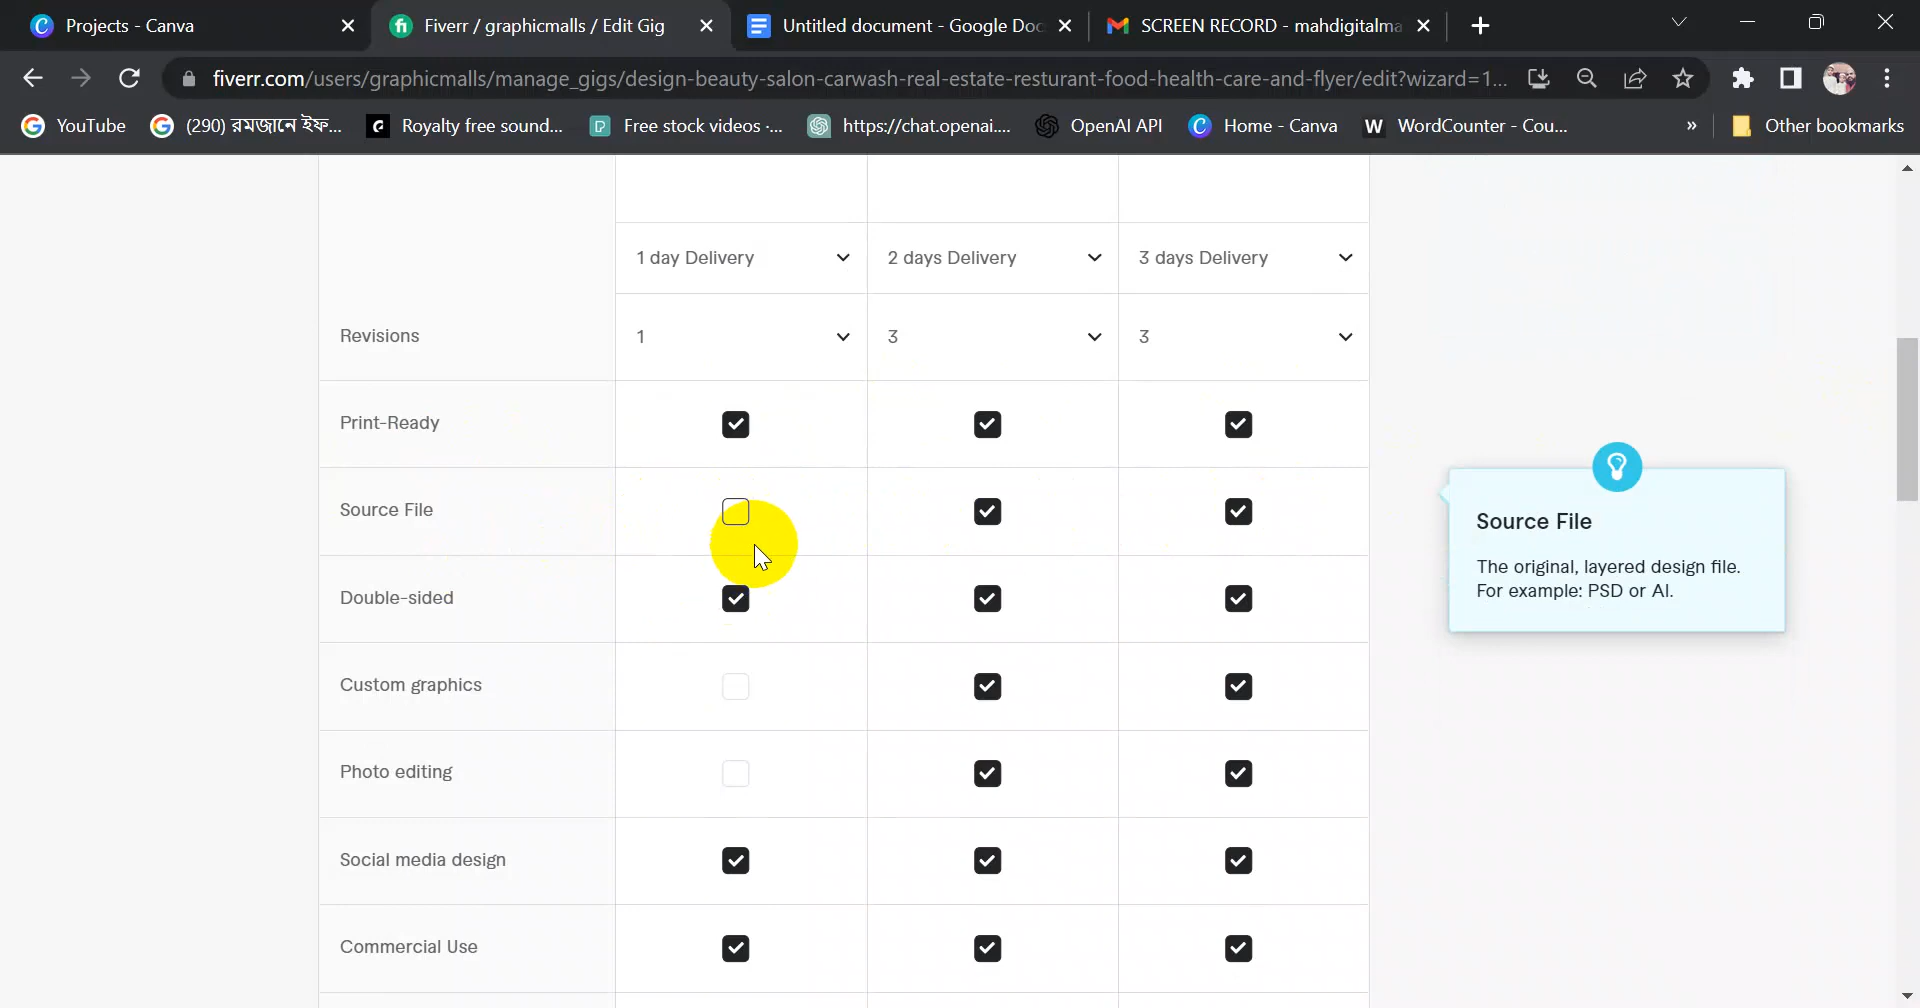 Projects - Canva
Fiverr / graphicmalls / Edit Gig
Untitled document - Google Doc
SCREEN RECORD - mahdigitalma
fiverr.com/users/graphicmalls/manage_gigs/design-beauty-salon-carwash-real-estate-resturant-food-health-care-and-flyer/edit?wizard=1...
YouTube
(290) রমজানে ইফ...
Royalty free sound...
Free stock videos ·...
https://chat.openai....
OpenAI API
Home - Canva
W WordCounter - Cou...
»
Other bookmarks
1 day Delivery
2 days Delivery
3 days Delivery
Revisions
1
3
3
Print-Ready
Source File
Double-sided
Custom graphics
Photo editing
Social media design
Commercial Use
Source File
The original, layered design file.
For example: PSD or AI.